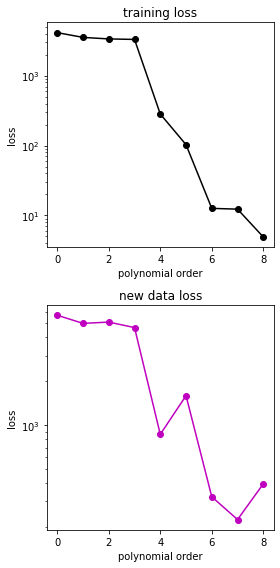 training loss
10³
10²
10¹
loss
0 2 4 6 8
polynomial order
new data loss
10³
loss
0 2 4 6 8
polynomial order